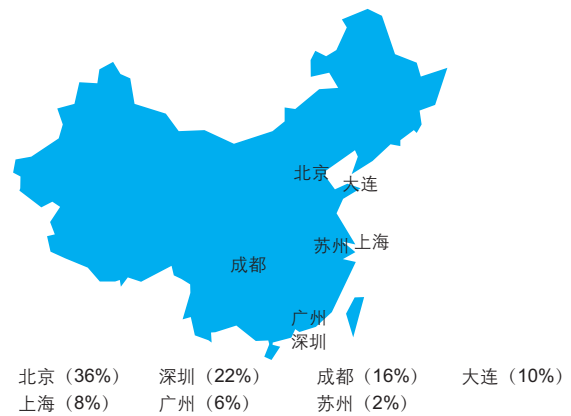 北京
大连
苏州 上海
成都
广州
深圳
北京（36%） 深圳（22%） 成都（16%） 大连（10%）
上海（8%） 广州（6%） 苏州（2%）